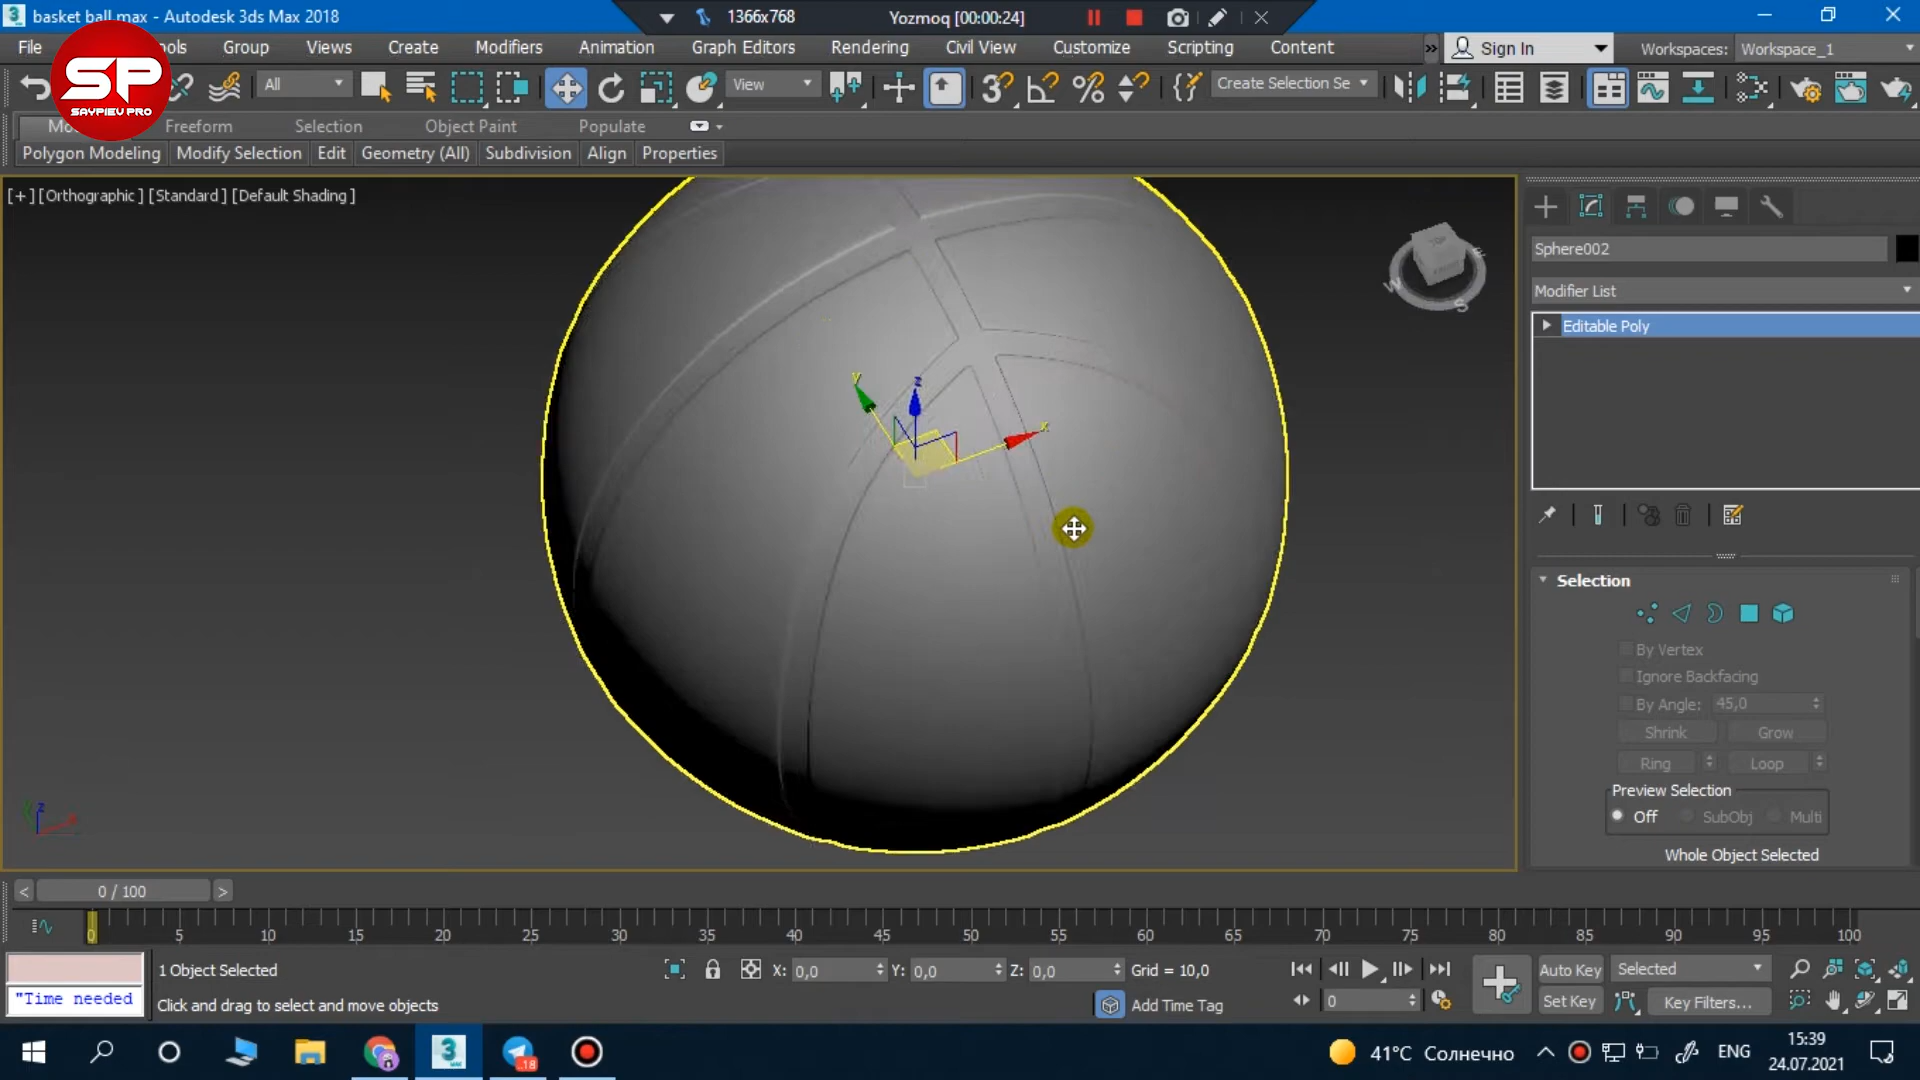 basket ball.max - Autodesk 3ds Max 2018
1366x768
Yozmoq [00:00:24]
File
ools
Group
Views
Create
Modifiers
Animation
Graph Editors
Rendering
Civil View
Customize
Scripting
Content
Sign In
Workspaces: Workspace_1
SP
SAYPIEV PRO
All
View
Create Selection Se
Mo
Freeform
Selection
Object Paint
Populate
Polygon Modeling
Modify Selection
Edit
Geometry (All)
Subdivision
Align
Properties
[+] [Orthographic] [Standard] [Default Shading]
Sphere002
Modifier List
Editable Poly
y
z
x
W
S
Selection
By Vertex
Ignore Backfacing
By Angle: 45,0
Shrink
Grow
Ring
Loop
Preview Selection
Off
SubObj
Multi
Whole Object Selected
z
0 / 100
0 5 10 15 20 25 30 35 40 45 50 55 60 65 70 75 80 85 90 95 100
1 Object Selected
X: 0,0
Y: 0,0
Z: 0,0
Grid = 10,0
Auto Key
Selected
"Time needed
Click and drag to select and move objects
Add Time Tag
0
Set Key
Key Filters...
3
18
41°C Солнечно
ENG
15:39
24.07.2021